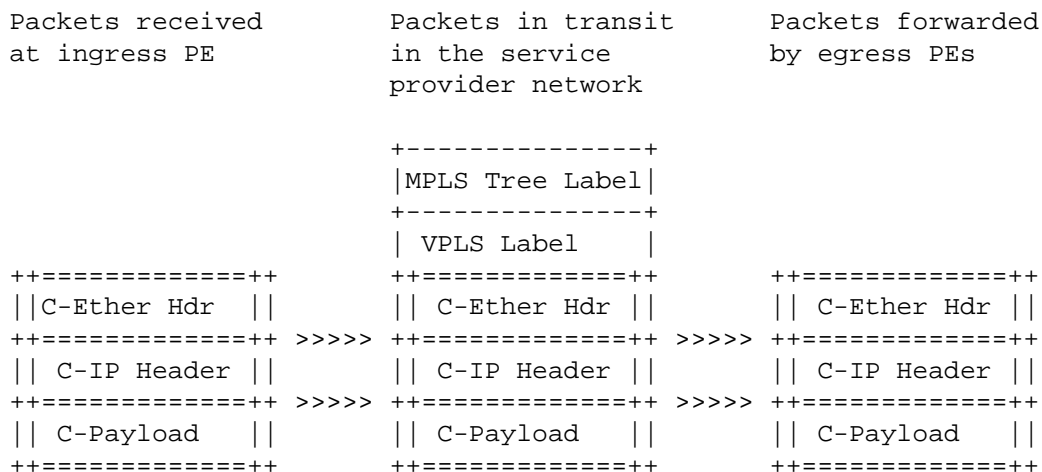 Packets received            Packets in transit      Packets forwarded
at ingress PE               in the service          by egress PEs
                            provider network

                            +---------------+
                            |MPLS Tree Label|
                            +---------------+
                            | VPLS Label    |
++=============++           ++=============++       ++=============++
||C-Ether Hdr  ||           || C-Ether Hdr ||       || C-Ether Hdr ||
++=============++ >>>>> ++=============++ >>>>> ++=============++
|| C-IP Header ||           || C-IP Header ||       || C-IP Header ||
++=============++ >>>>> ++=============++ >>>>> ++=============++
|| C-Payload   ||           || C-Payload   ||       || C-Payload   ||
++=============++           ++=============++       ++=============++